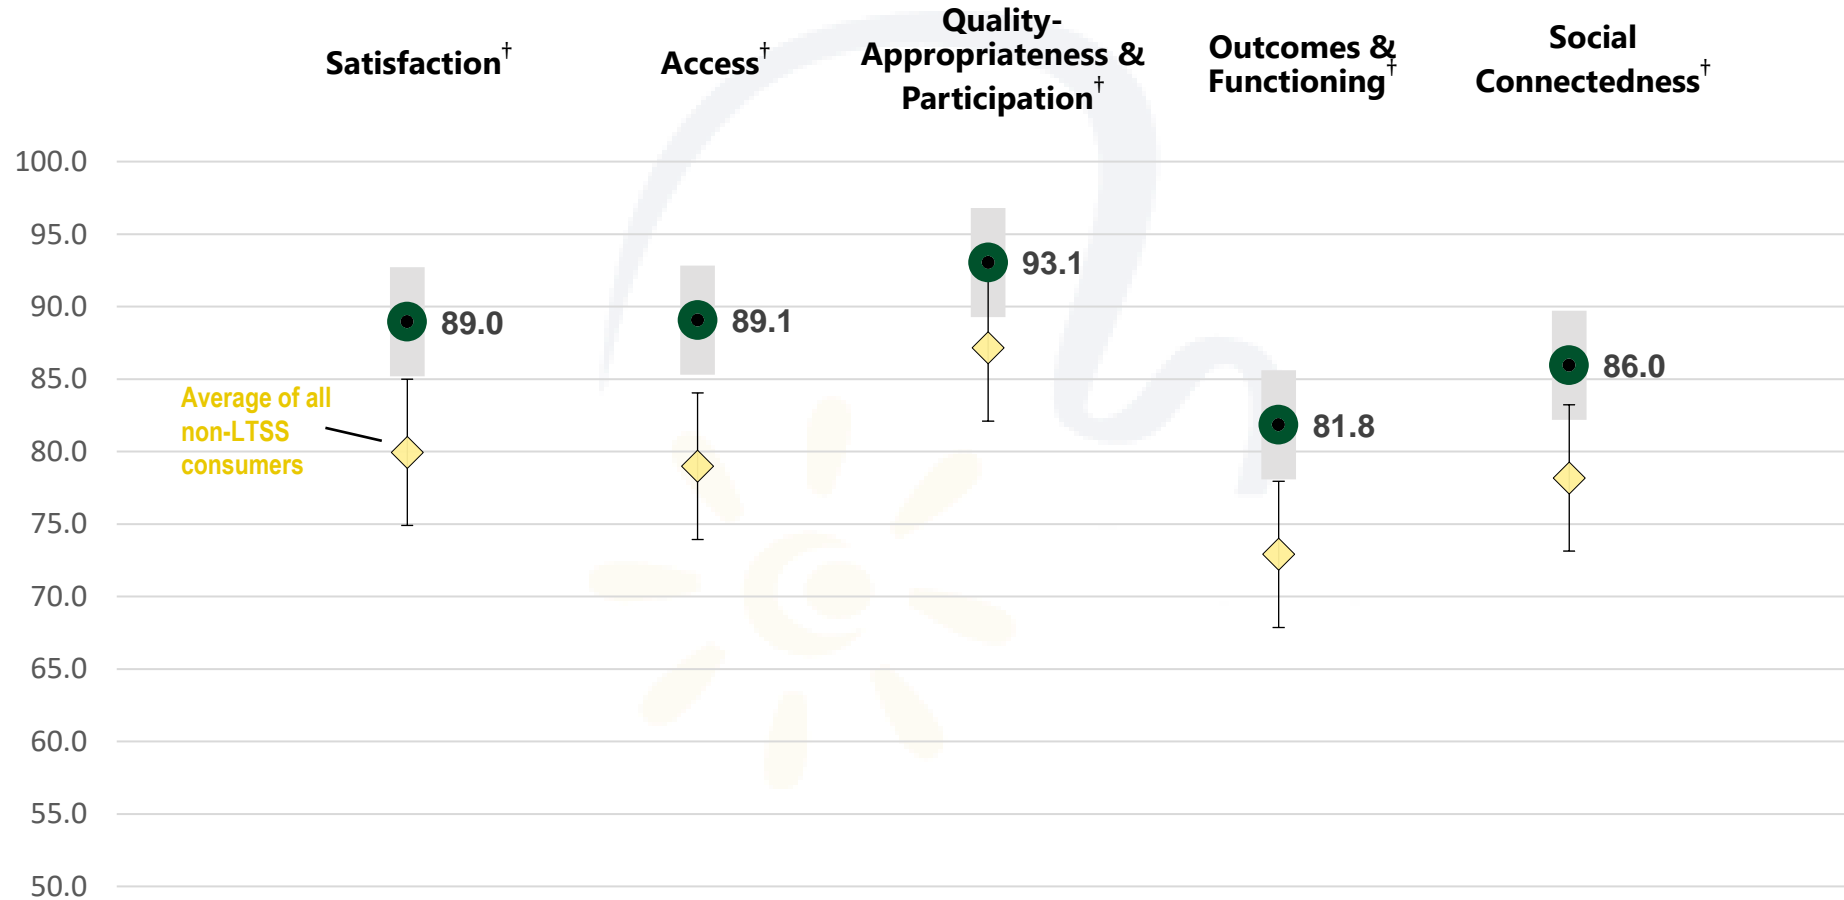 Satisfaction†
Access†
Quality-
Appropriateness &
Participation†
Outcomes &
Functioning†
Social
Connectedness†
100.0
95.0
90.0
85.0
80.0
75.0
70.0
65.0
60.0
55.0
50.0
89.0
89.1
93.1
81.8
86.0
Average of all
non-LTSS
consumers